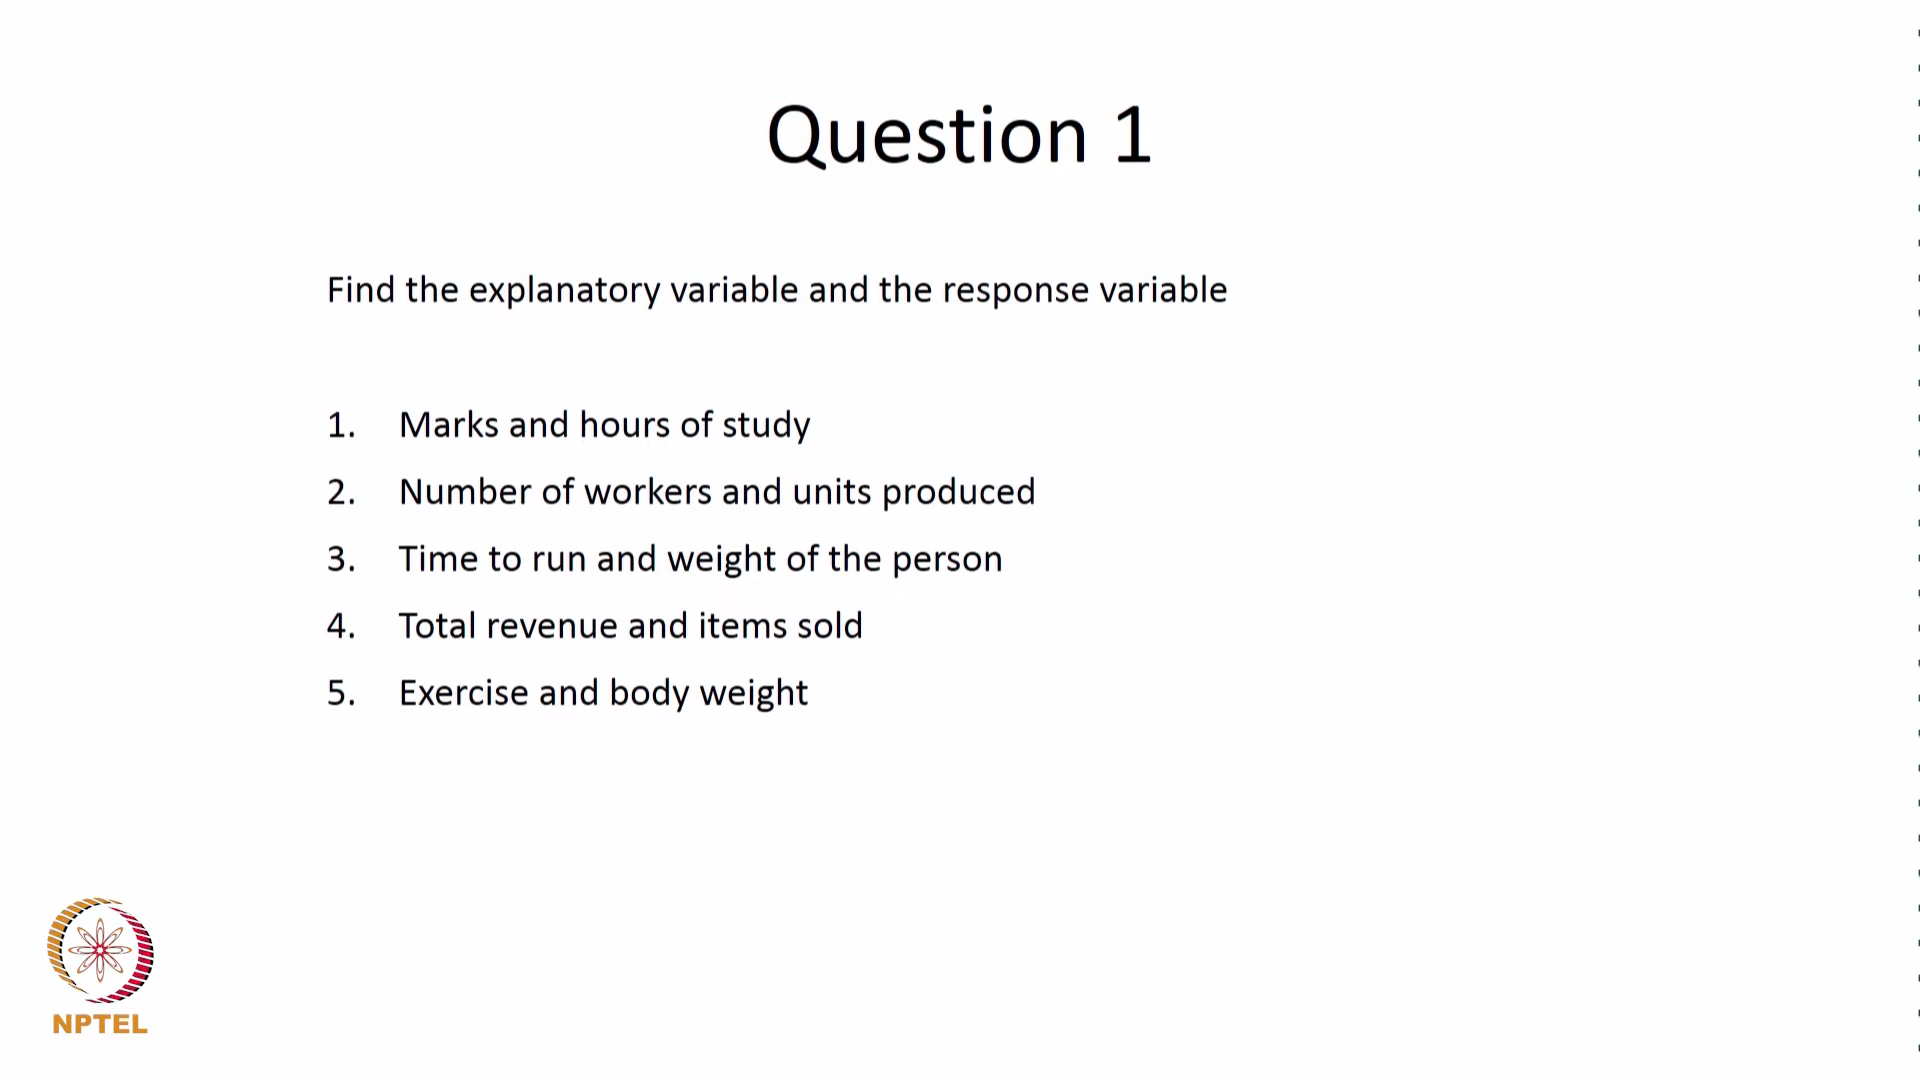 Question 1
Find the explanatory variable and the response variable
1. Marks and hours of study
2. Number of workers and units produced
3. Time to run and weight of the person
4. Total revenue and items sold
5. Exercise and body weight
NPTEL